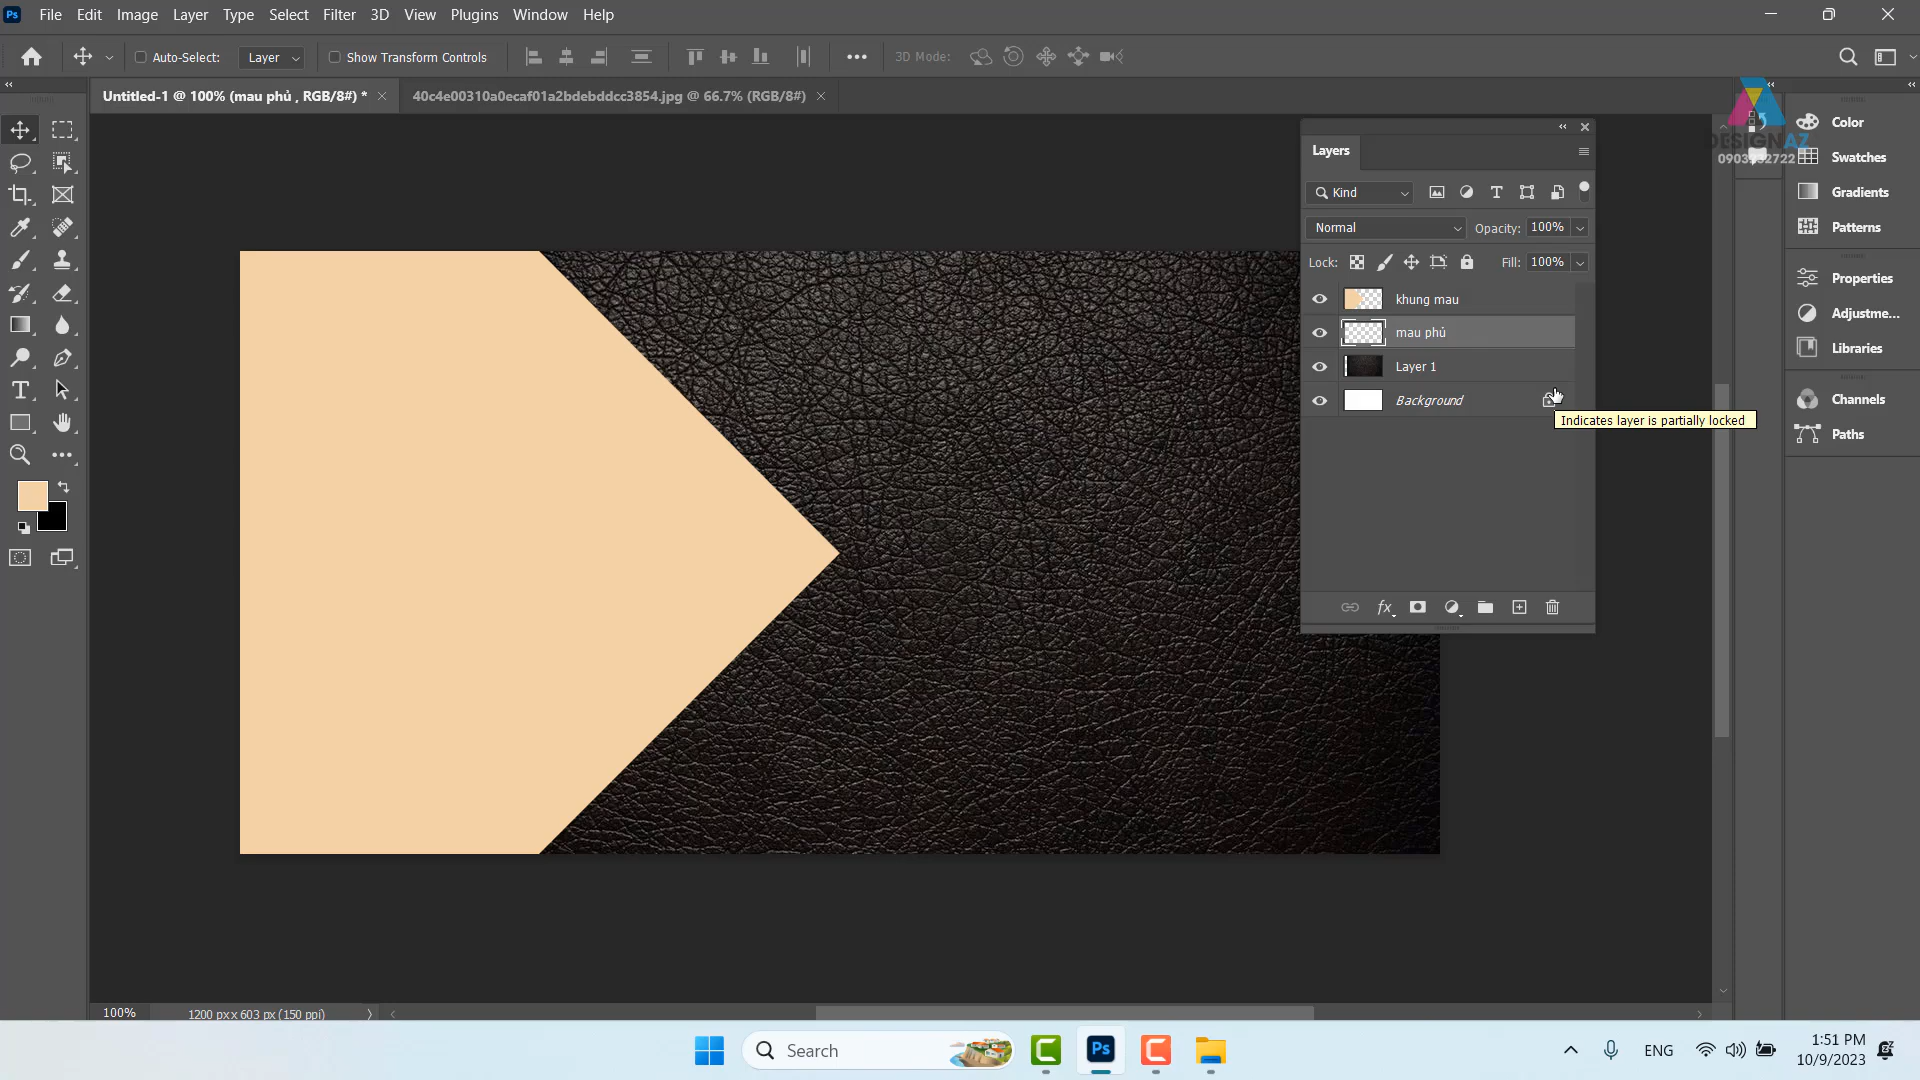 Ps File Edit Image Layer Type Select Filter 3D View Plugins Window Help
Auto-Select: Layer Show Transform Controls 3D Mode:
Untitled-1 @ 100% (mau phủ , RGB/8#) * 40c4e00310a0ecaf01a2bdebddcc3854.jpg @ 66.7% (RGB/8#)
Layers
Kind
Normal Opacity: 100%
Lock: Fill: 100%
khung mau
mau phủ
Layer 1
Background
Indicates layer is partially locked
fx
DESIGNAZ
Color
Swatches
Gradients
Patterns
Properties
Adjustme...
Libraries
Channels
Paths
100% 1200 px x 603 px (150 ppi)
Search
Ps
ENG
1:51 PM
10/9/2023